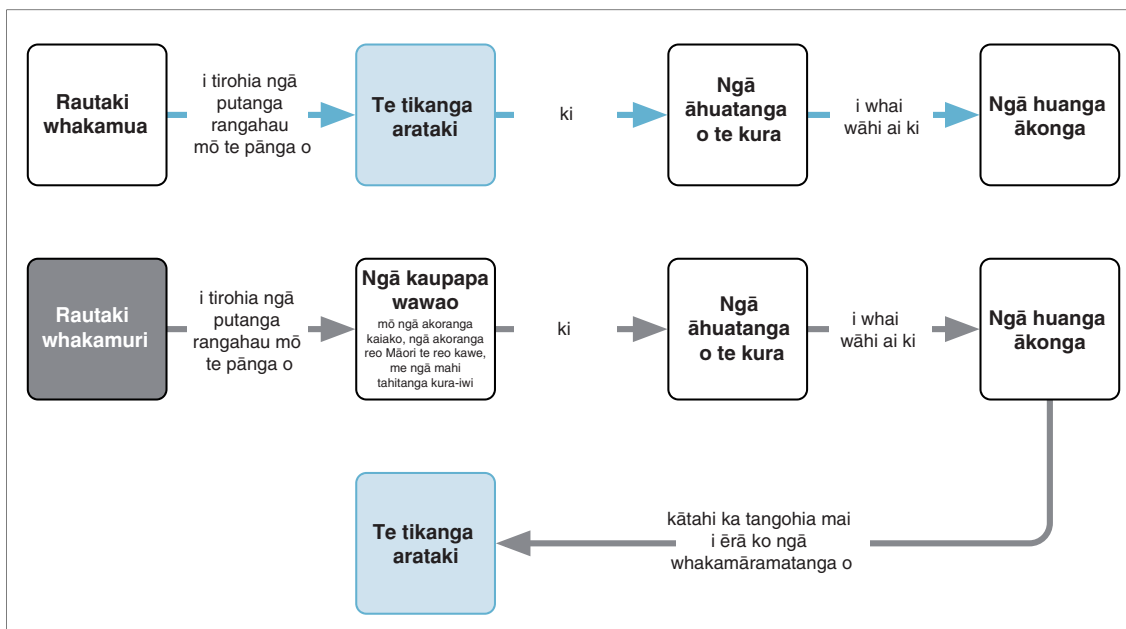 Rautaki
whakamua
i tirohia ngā
putanga
rangahau
mō te pānga o
Te tikanga
arataki
ki
Ngā
āhuatanga
o te kura
i whai
wāhi ai ki
Ngā huanga
ākonga
Rautaki
whakamuri
i tirohia ngā
putanga
rangahau mō
te pānga o
Ngā kaupapa
wawao
mō ngā akoranga
kaiako, ngā akoranga
reo Māori te reo kawe,
me ngā mahi
tahitanga kura-iwi
ki
Ngā
āhuatanga
o te kura
i whai
wāhi ai ki
Ngā huanga
ākonga
Te tikanga
arataki
kātahi ka tangohia mai
i ērā ko ngā
whakamāramatanga o